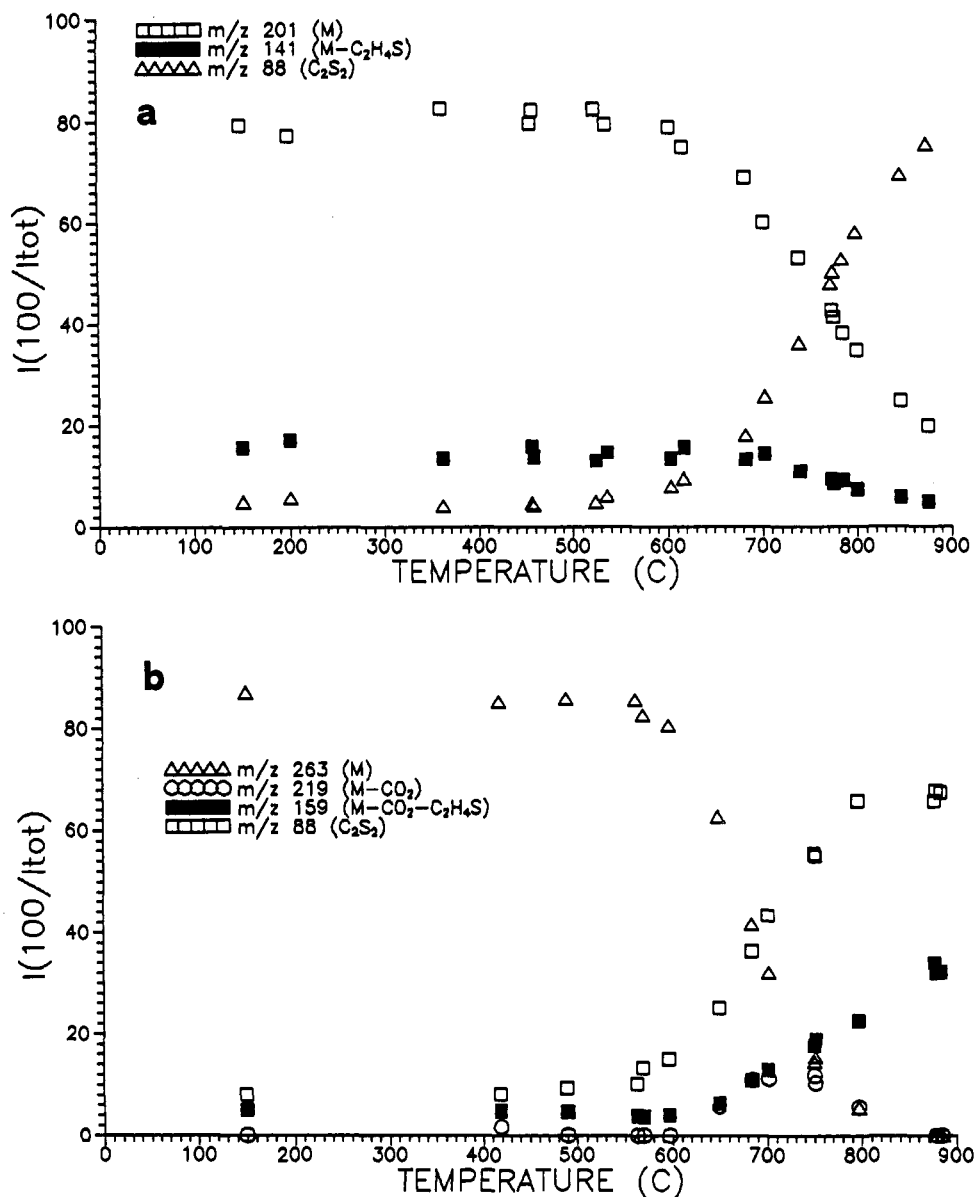 100
80
60
40
20
0
I(100/Itot)
a
m/z 201 (M)
m/z 141 (M-C₂H₄S)
m/z 88 (C₂S₂)
0 100 200 300 400 500 600 700 800 900
TEMPERATURE (C)
100
80
60
40
20
0
I(100/Itot)
b
m/z 263 (M)
m/z 219 (M-CO₂)
m/z 159 (M-CO₂-C₂H₄S)
m/z 88 (C₂S₂)
0 100 200 300 400 500 600 700 800 900
TEMPERATURE (C)